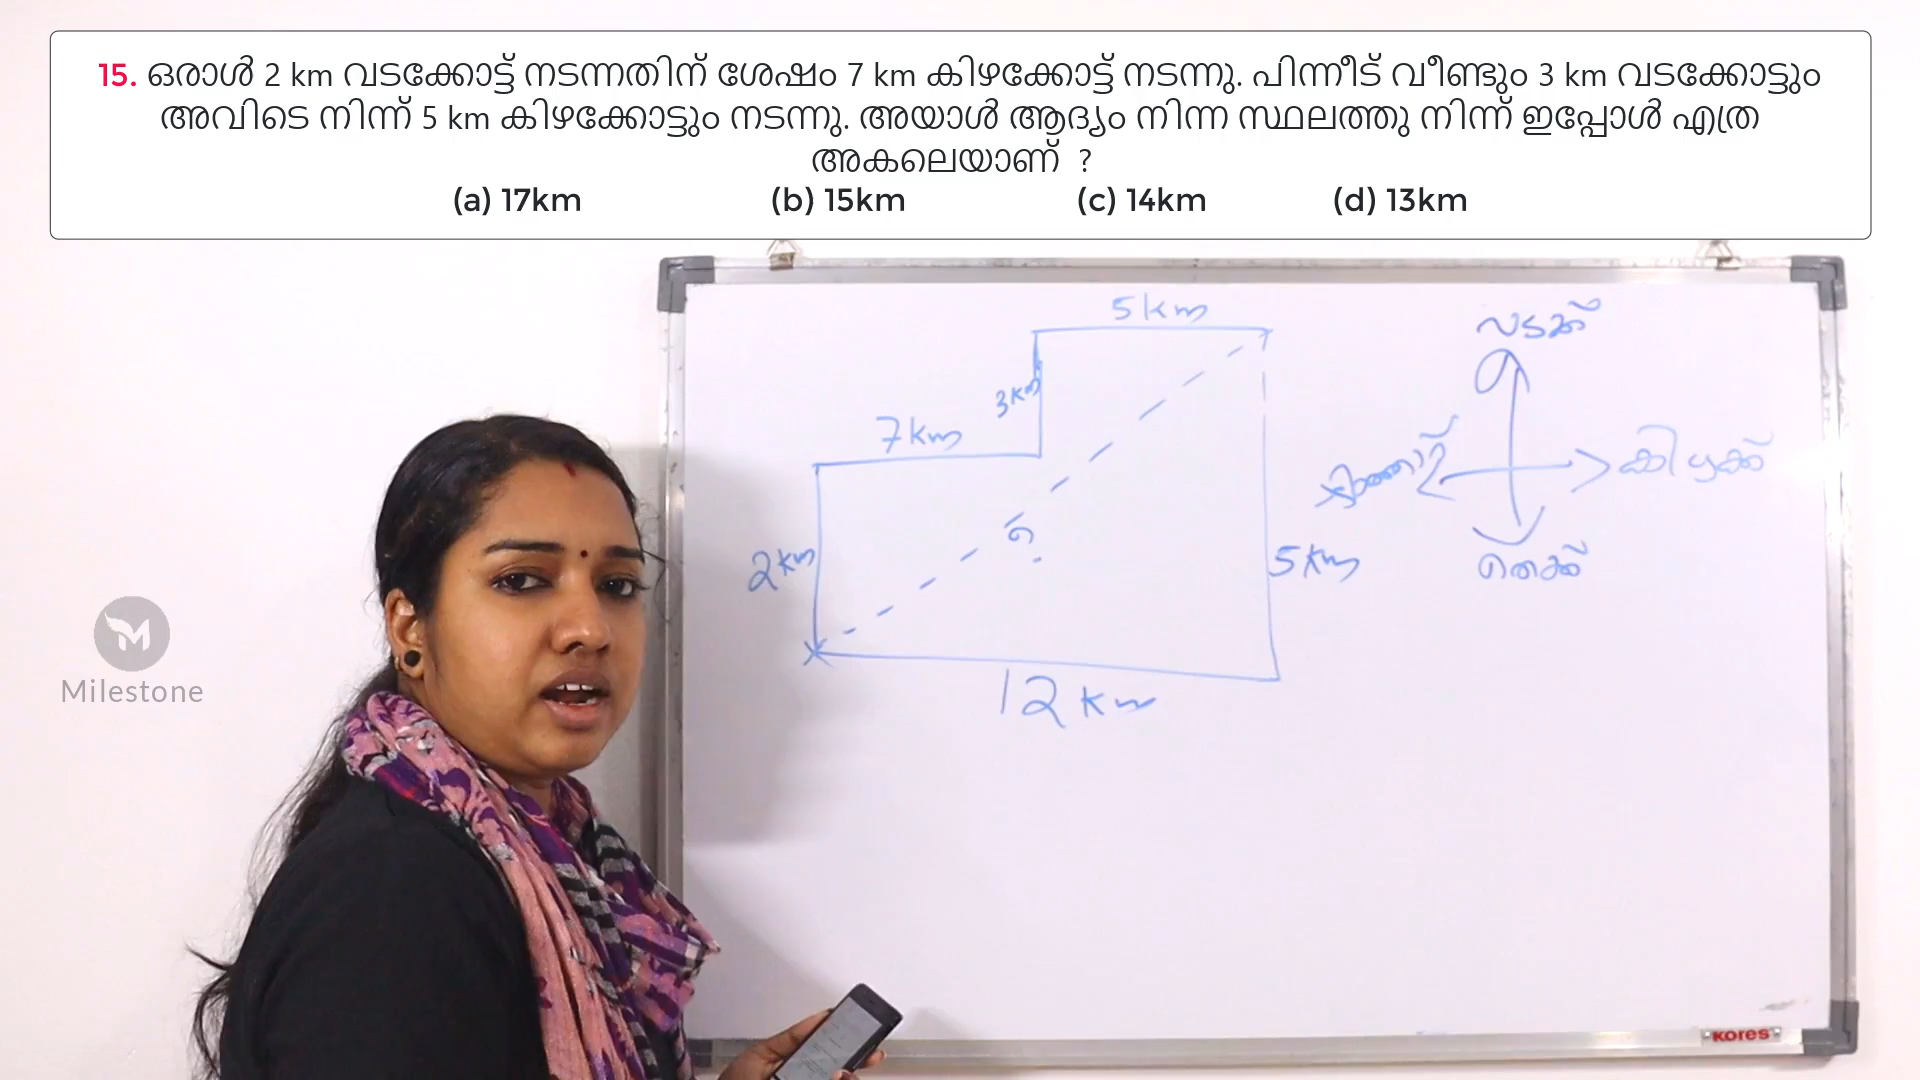 15. ഒരാൾ 2 km വടക്കോട്ട് നടന്നതിന് ശേഷം 7 km കിഴക്കോട്ട് നടന്നു. പിന്നീട് വീണ്ടും 3 km വടക്കോട്ടും
അവിടെ നിന്ന് 5 km കിഴക്കോട്ടും നടന്നു. അയാൾ ആദ്യം നിന്ന സ്ഥലത്തു നിന്ന് ഇപ്പോൾ എത്ര
അകലെയാണ് ?
(a) 17km (b) 15km (c) 14km (d) 13km
5km
വടക്ക്
3km
7km
കിഴക്ക്
2km
5km
തെക്ക്
12km
Milestone
KORES